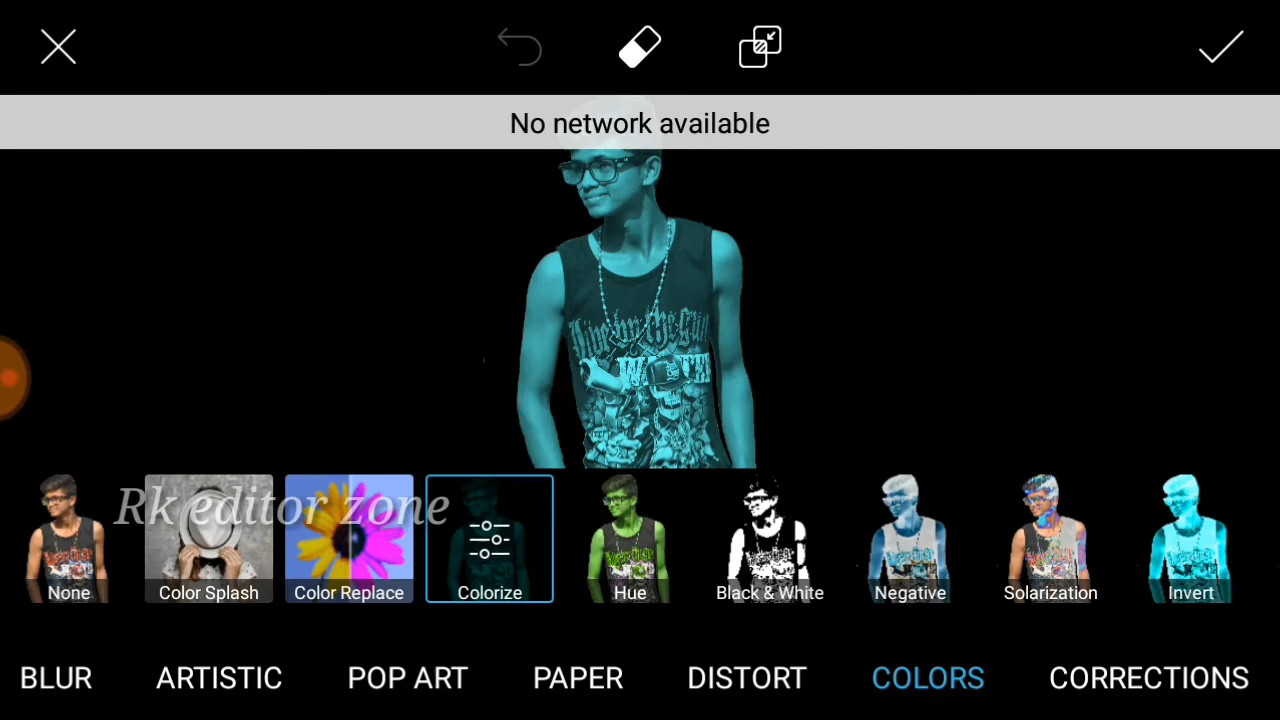 No network available
Rk editor zone
None
Color Splash
Color Replace
Colorize
Hue
Black & White
Negative
Solarization
Invert
BLUR
ARTISTIC
POP ART
PAPER
DISTORT
COLORS
CORRECTIONS